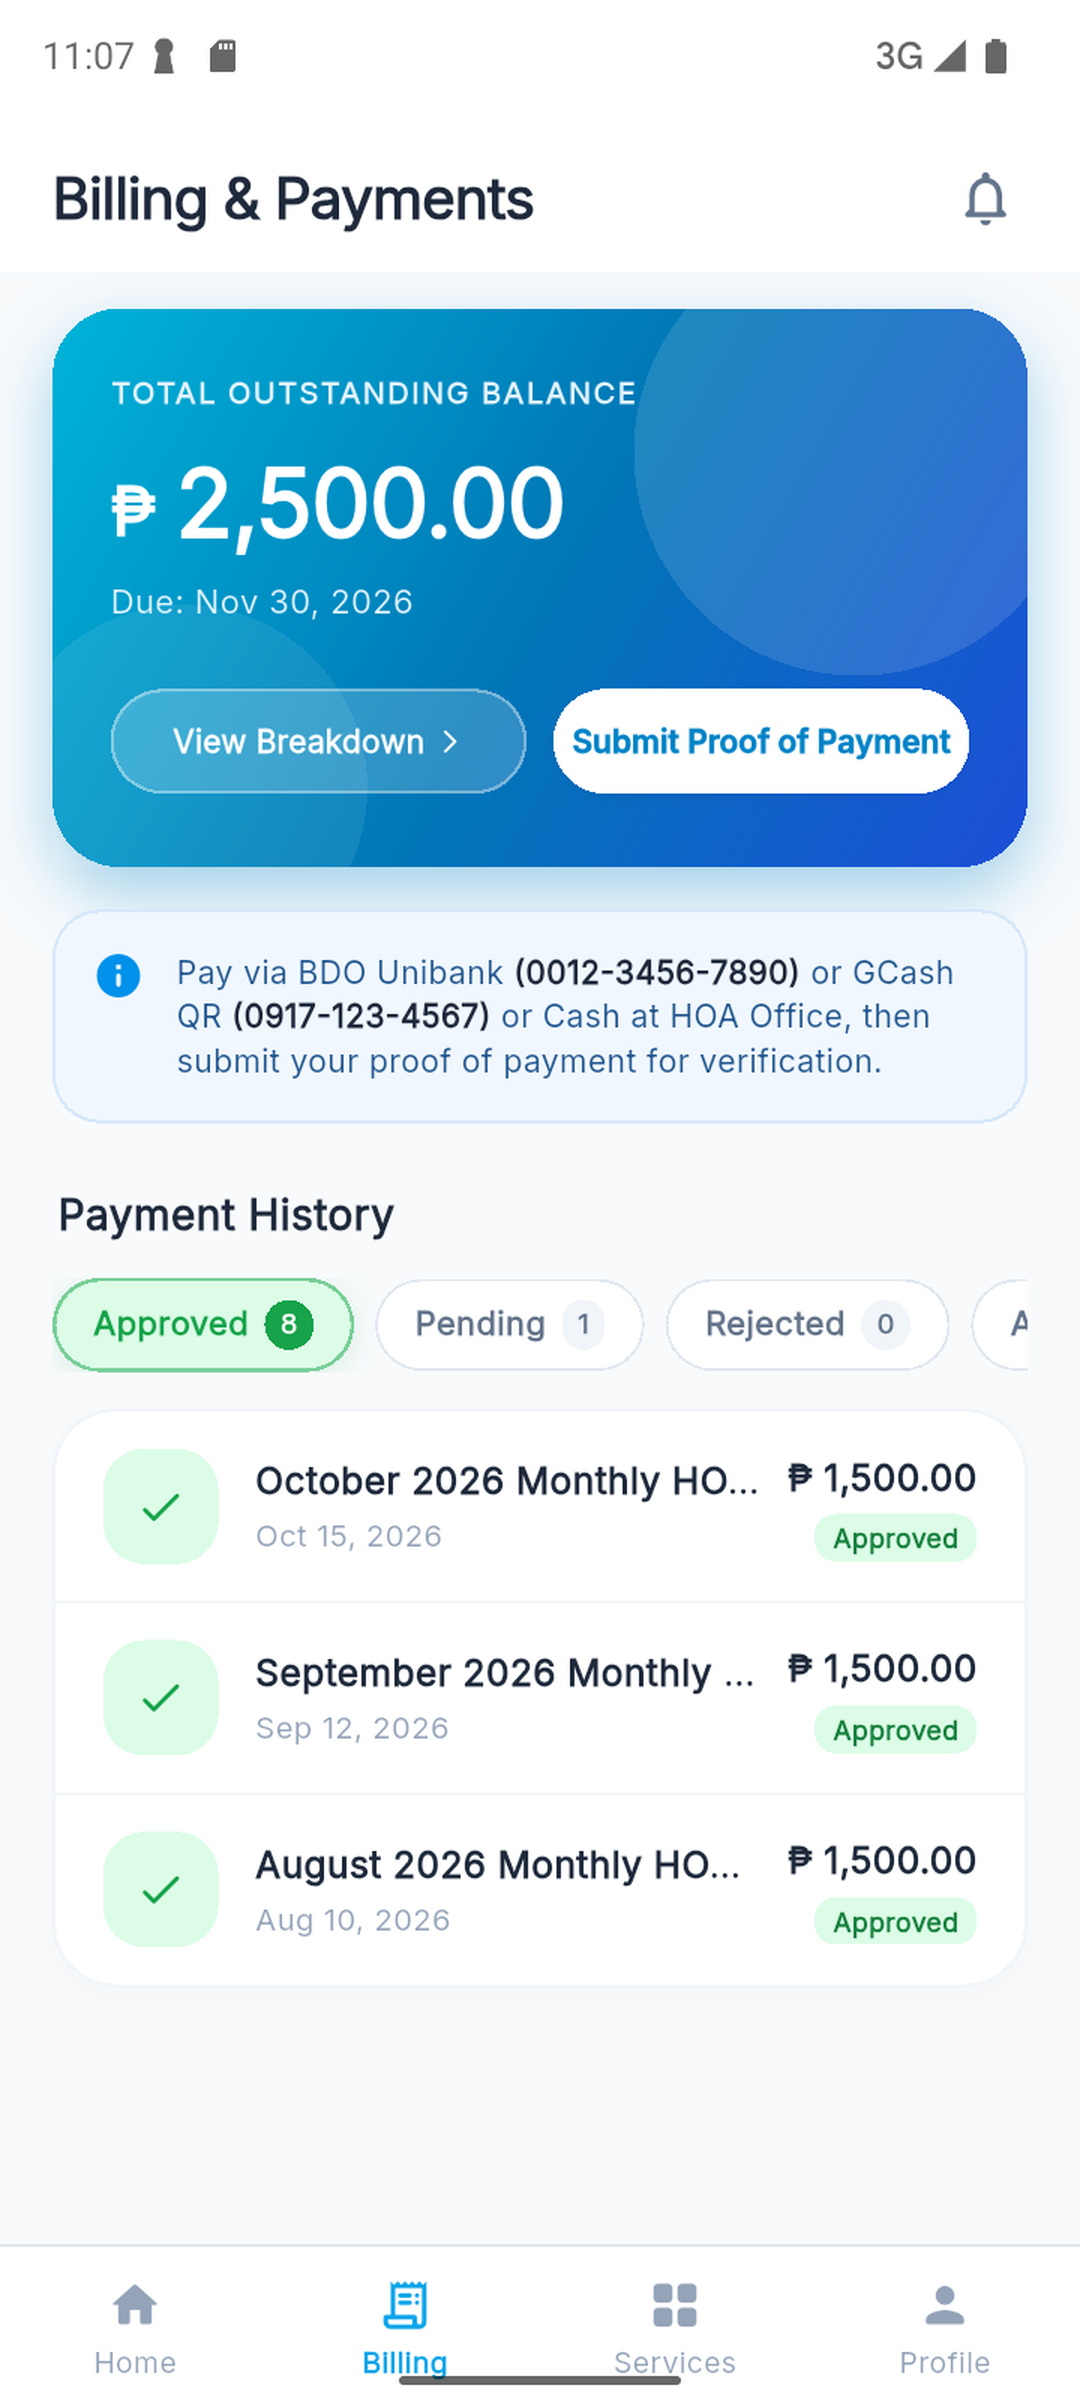 11:07
3G
Billing & Payments
TOTAL OUTSTANDING BALANCE
₱ 2,500.00
Due: Nov 30, 2026
View Breakdown
Submit Proof of Payment
Pay via BDO Unibank (0012-3456-7890) or GCash
QR (0917-123-4567) or Cash at HOA Office, then
submit your proof of payment for verification.
Payment History
Approved 8
Pending 1
Rejected 0
A
October 2026 Monthly HO...
₱ 1,500.00
Oct 15, 2026
Approved
September 2026 Monthly ...
₱ 1,500.00
Sep 12, 2026
Approved
August 2026 Monthly HO...
₱ 1,500.00
Aug 10, 2026
Approved
Home
Billing
Services
Profile